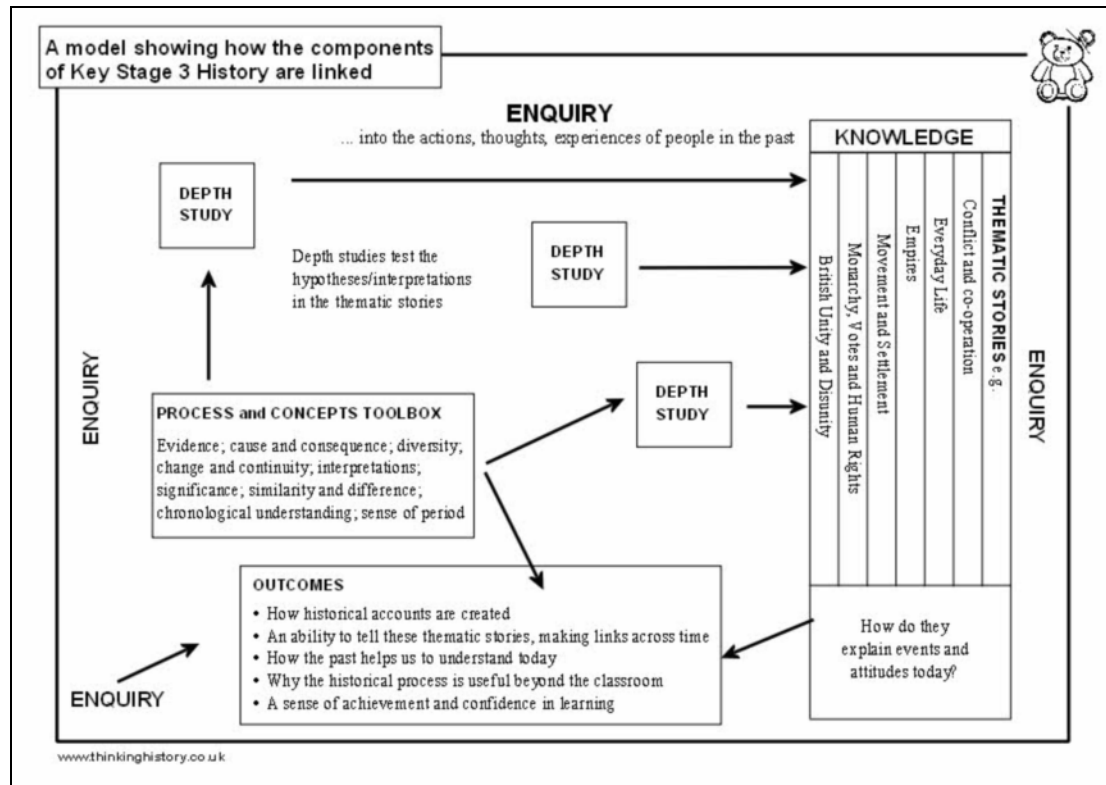 A model showing how the components
of Key Stage 3 History are linked
ENQUIRY
... into the actions, thoughts, experiences of people in the past
KNOWLEDGE
DEPTH
STUDY
Depth studies test the
hypotheses/interpretations
in the thematic stories
DEPTH
STUDY
DEPTH
STUDY
British Unity and Disunity
Monarchy, Votes and Human Rights
Movement and Settlement
Empires
Everyday Life
Conflict and co-operation
THEMATIC STORIES e.g.
ENQUIRY
ENQUIRY
PROCESS and CONCEPTS TOOLBOX
Evidence; cause and consequence; diversity;
change and continuity; interpretations;
significance; similarity and difference;
chronological understanding; sense of period
OUTCOMES
• How historical accounts are created
• An ability to tell these thematic stories, making links across time
• How the past helps us to understand today
• Why the historical process is useful beyond the classroom
• A sense of achievement and confidence in learning
How do they
explain events and
attitudes today?
ENQUIRY
www.thinkinghistory.co.uk